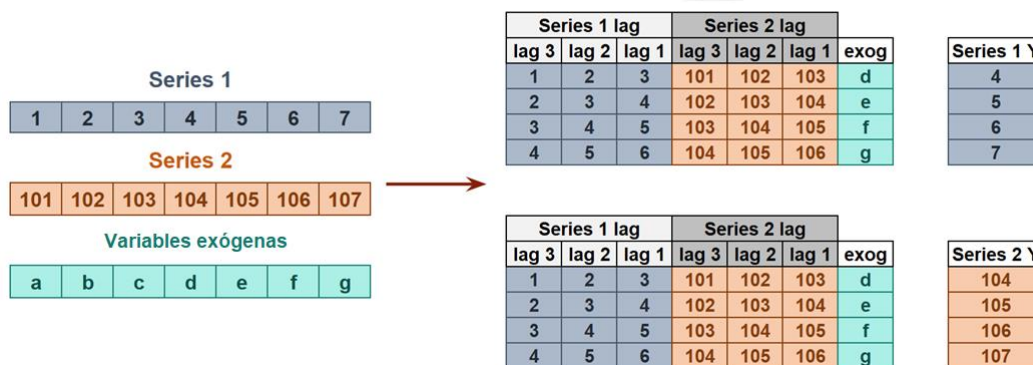 Series 1
1 2 3 4 5 6 7
Series 2
101 102 103 104 105 106 107
Variables exógenas
a b c d e f g
Series 1 lag Series 2 lag
lag 3 lag 2 lag 1 lag 3 lag 2 lag 1 exog Series 1 Y
1 2 3 101 102 103 d 4
2 3 4 102 103 104 e 5
3 4 5 103 104 105 f 6
4 5 6 104 105 106 g 7
Series 1 lag Series 2 lag
lag 3 lag 2 lag 1 lag 3 lag 2 lag 1 exog Series 2 Y
1 2 3 101 102 103 d 104
2 3 4 102 103 104 e 105
3 4 5 103 104 105 f 106
4 5 6 104 105 106 g 107